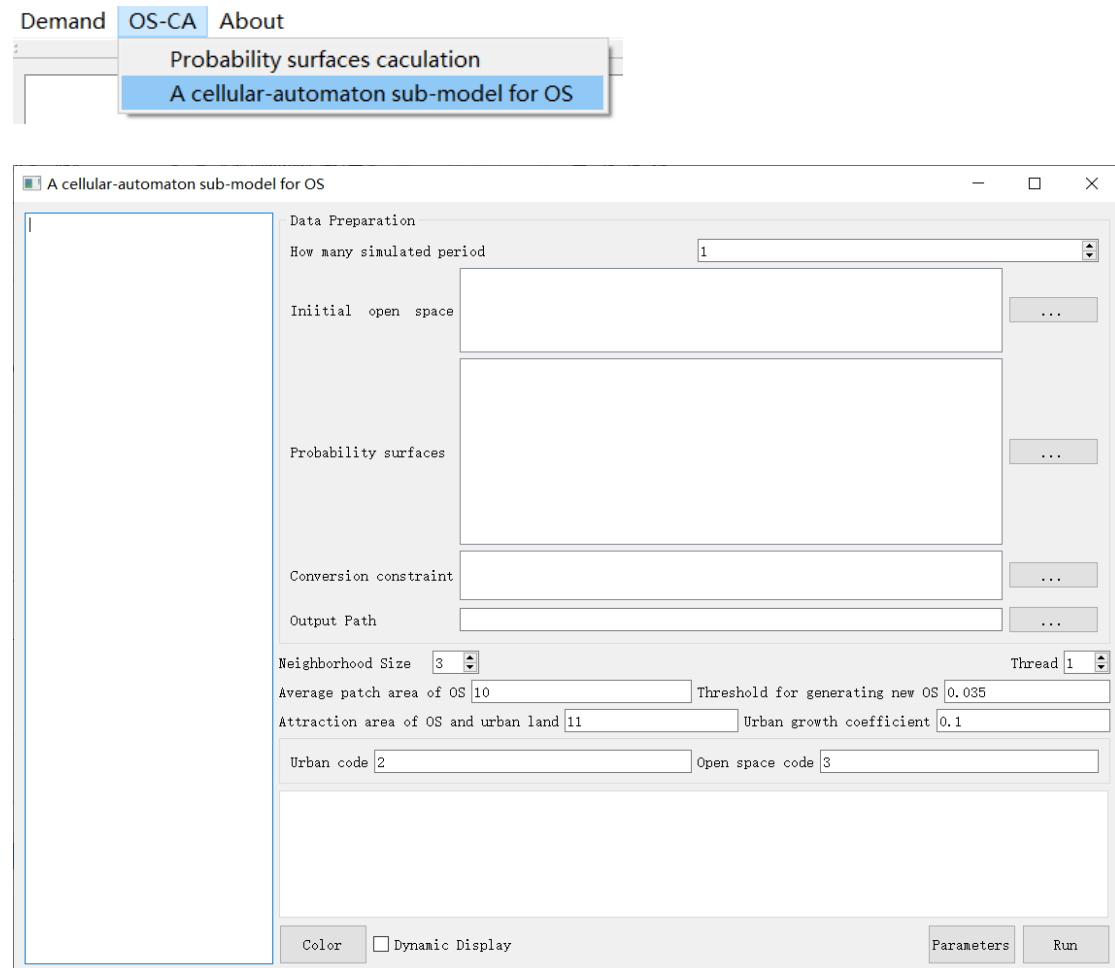 Demand OS-CA About
Probability surfaces caculation
A cellular-automaton sub-model for OS
A cellular-automaton sub-model for OS
Data Preparation
How many simulated period 1
Iniitial open space ...
Probability surfaces ...
Conversion constraint ...
Output Path ...
Neighborhood Size 3 Thread 1
Average patch area of OS 10 Threshold for generating new OS 0.035
Attraction area of OS and urban land 11 Urban growth coefficient 0.1
Urban code 2 Open space code 3
Color Dynamic Display Parameters Run